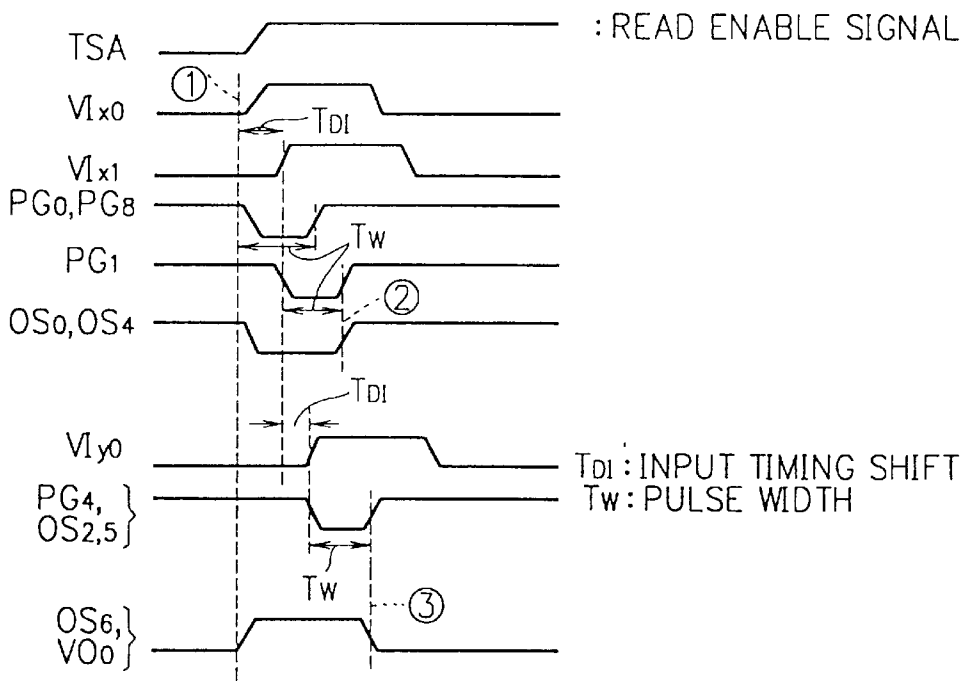 TSA
: READ ENABLE SIGNAL
①
VIx0
TDI
VIx1
PG0,PG8
TW
PG1
②
OS0,OS4
TDI
VIy0
TDI : INPUT TIMING SHIFT
TW : PULSE WIDTH
PG4,
OS2,5
TW
③
OS6,
VO0